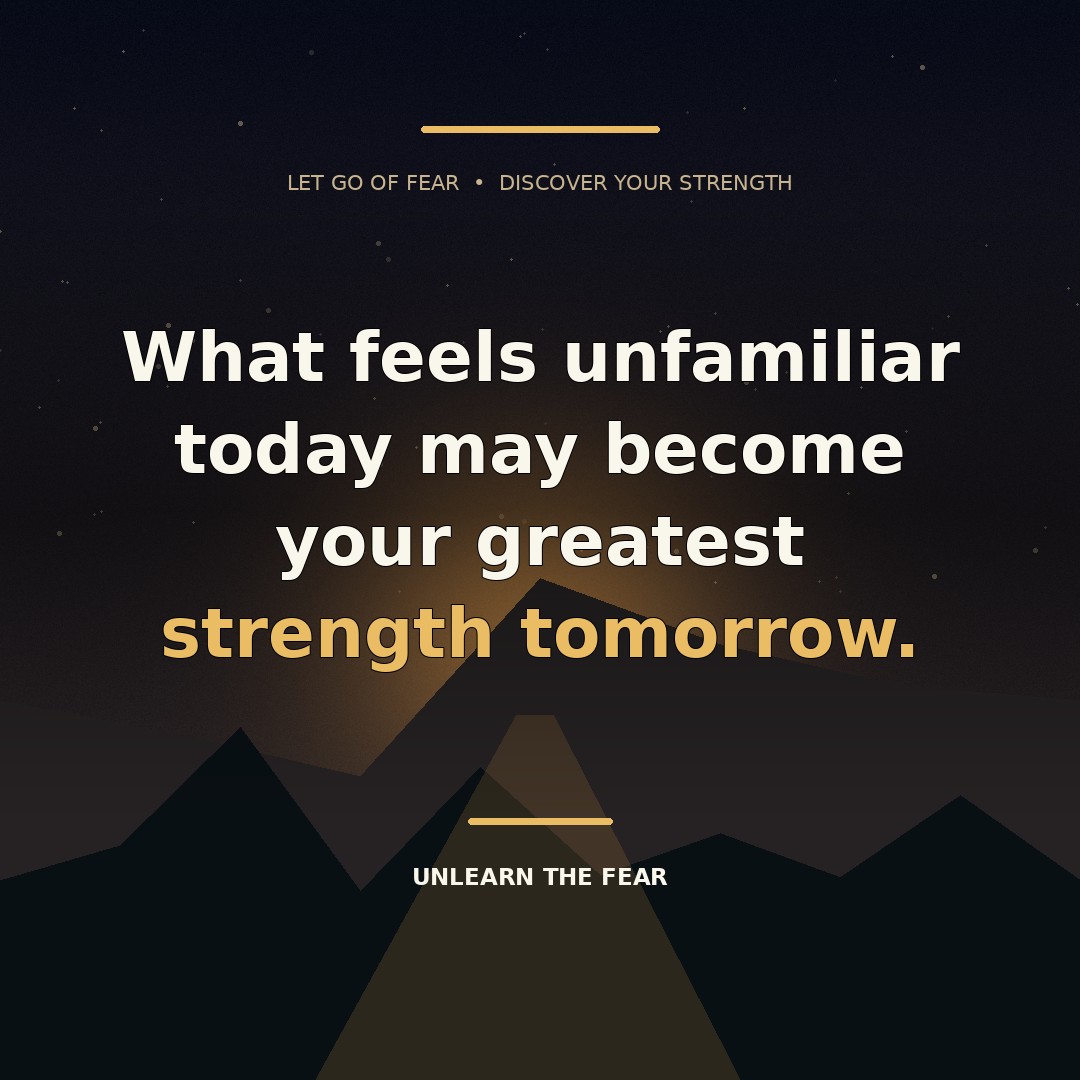 LET GO OF FEAR • DISCOVER YOUR STRENGTH
What feels unfamiliar
today may become
your greatest
strength tomorrow.
UNLEARN THE FEAR